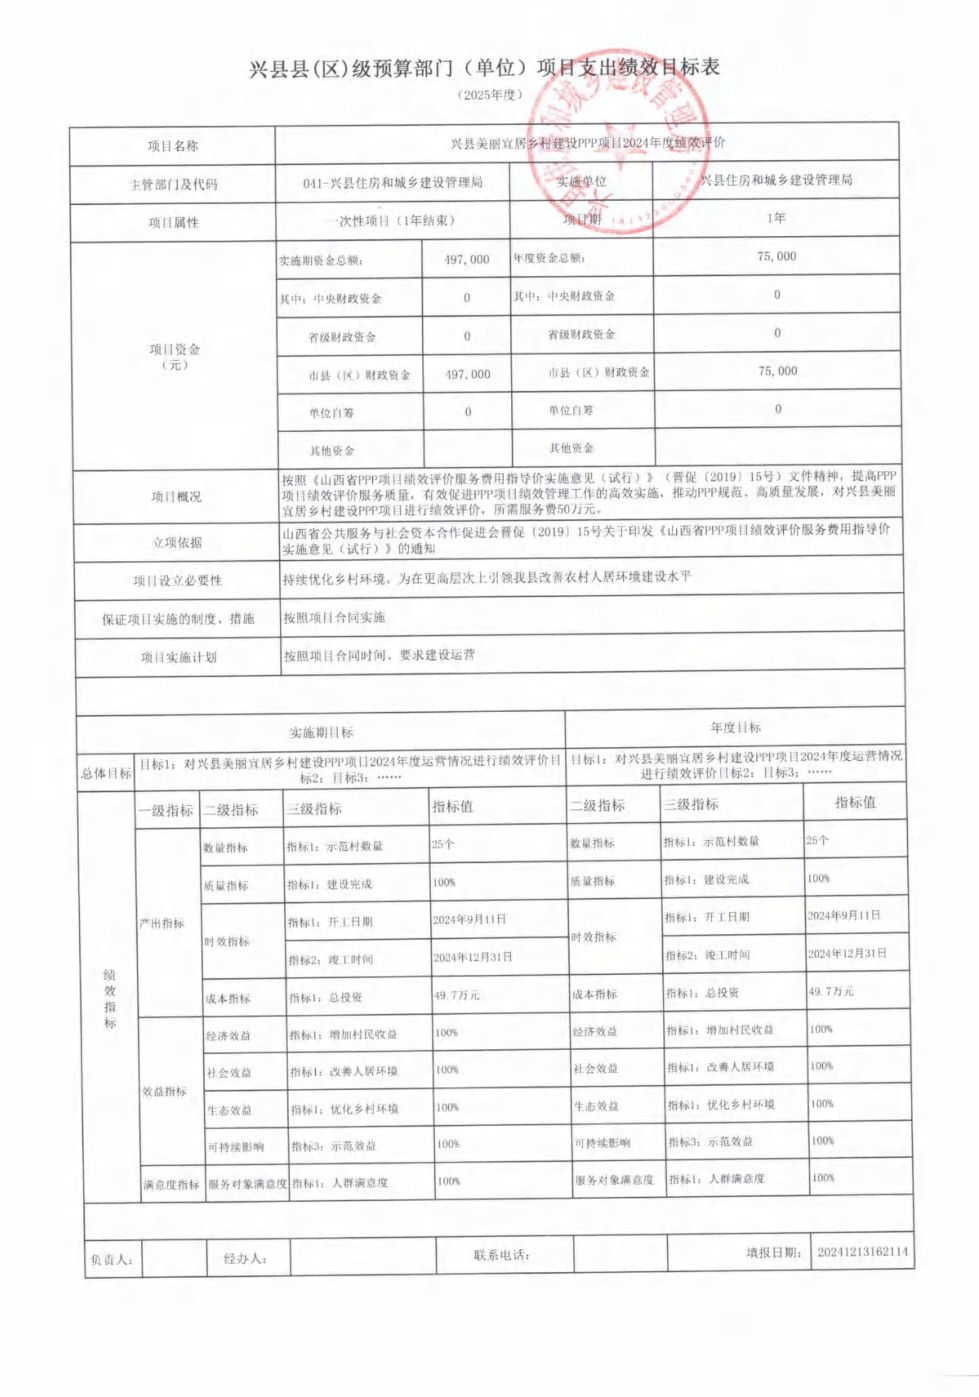 兴县县(区)级预算部门（单位）项目支出绩效目标表
（2025年度）
项目名称 兴县美丽宜居乡村建设PPP项目2024年度绩效评价
主管部门及代码 041-兴县住房和城乡建设管理局 实施单位 兴县住房和城乡建设管理局
项目属性 一次性项目（1年结束） 项目期 1年
项目资金
（元）
实施期资金总额： 497,000 年度资金总额： 75,000
其中：中央财政资金 0 其中：中央财政资金 0
省级财政资金 0 省级财政资金 0
市县（区）财政资金 497,000 市县（区）财政资金 75,000
单位自筹 0 单位自筹 0
其他资金 其他资金
项目概况
按照《山西省PPP项目绩效评价服务费用指导价实施意见（试行）》（晋促〔2019〕15号）文件精神，提高PPP
项目绩效评价服务质量，有效促进PPP项目绩效管理工作的高效实施，推动PPP规范、高质量发展，对兴县美丽
宜居乡村建设PPP项目进行绩效评价，所需服务费50万元。
立项依据
山西省公共服务与社会资本合作促进会晋促〔2019〕15号关于印发《山西省PPP项目绩效评价服务费用指导价
实施意见（试行）》的通知
项目设立必要性 持续优化乡村环境。为在更高层次上引领我县改善农村人居环境建设水平
保证项目实施的制度、措施 按照项目合同实施
项目实施计划 按照项目合同时间、要求建设运营
实施期目标 年度目标
总体目标
目标1：对兴县美丽宜居乡村建设PPP项目2024年度运营情况进行绩效评价目
标2：目标3：……
目标1：对兴县美丽宜居乡村建设PPP项目2024年度运营情况
进行绩效评价目标2：目标3：……
绩效指标
一级指标 二级指标 三级指标 指标值 二级指标 三级指标 指标值
产出指标
数量指标 指标1：示范村数量 25个 数量指标 指标1：示范村数量 25个
质量指标 指标1：建设完成 100% 质量指标 指标1：建设完成 100%
时效指标 指标1：开工日期 2024年9月11日 时效指标 指标1：开工日期 2024年9月11日
指标2：竣工时间 2024年12月31日 指标2：竣工时间 2024年12月31日
成本指标 指标1：总投资 49.7万元 成本指标 指标1：总投资 49.7万元
效益指标
经济效益 指标1：增加村民收益 100% 经济效益 指标1：增加村民收益 100%
社会效益 指标1：改善人居环境 100% 社会效益 指标1：改善人居环境 100%
生态效益 指标1：优化乡村环境 100% 生态效益 指标1：优化乡村环境 100%
可持续影响 指标3：示范效益 100% 可持续影响 指标3：示范效益 100%
满意度指标 服务对象满意度 指标1：人群满意度 100% 服务对象满意度 指标1：人群满意度 100%
负责人： 经办人： 联系电话： 填报日期： 20241213162114